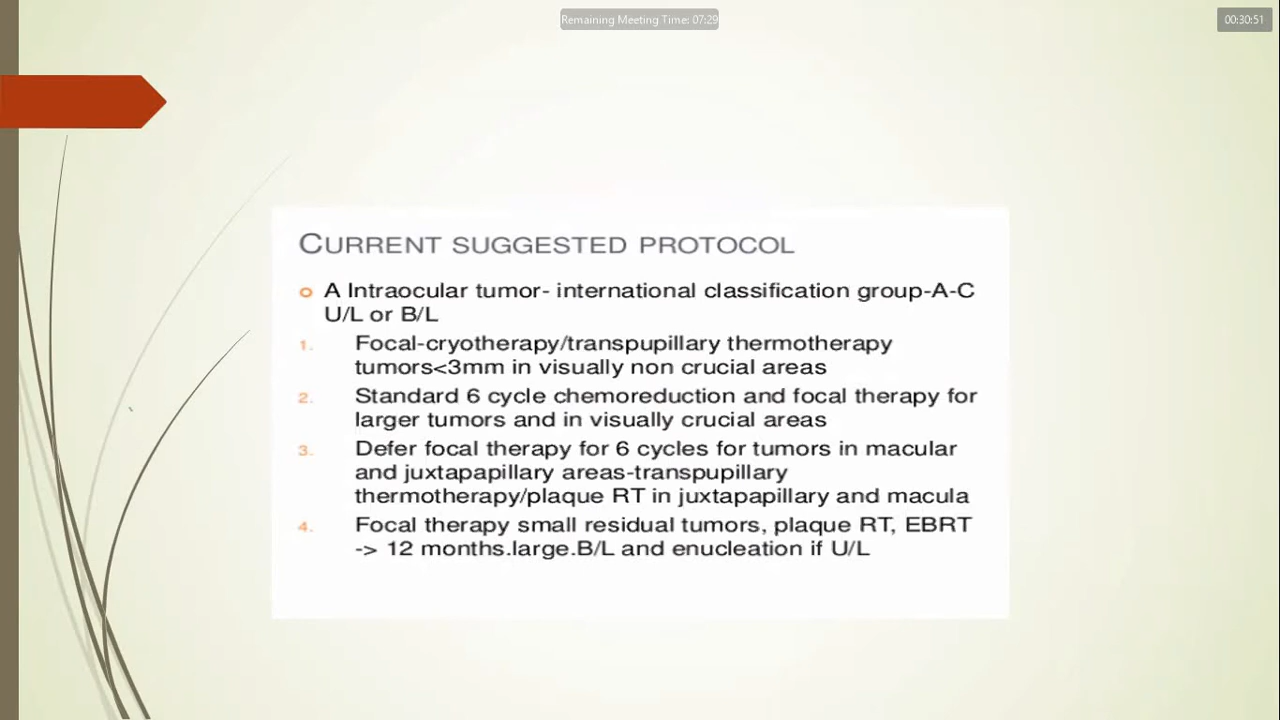 Remaining Meeting Time: 07:29
00:30:51
CURRENT SUGGESTED PROTOCOL
A Intraocular tumor- international classification group-A-C
U/L or B/L
1. Focal-cryotherapy/transpupillary thermotherapy
tumors<3mm in visually non crucial areas
2. Standard 6 cycle chemoreduction and focal therapy for
larger tumors and in visually crucial areas
3. Defer focal therapy for 6 cycles for tumors in macular
and juxtapapillary areas-transpupillary
thermotherapy/plaque RT in juxtapapillary and macula
4. Focal therapy small residual tumors, plaque RT, EBRT
-> 12 months.large.B/L and enucleation if U/L